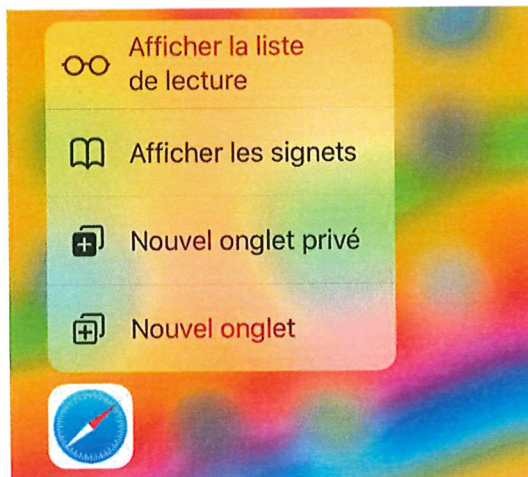 Afficher la liste
de lecture
Afficher les signets
Nouvel onglet privé
Nouvel onglet